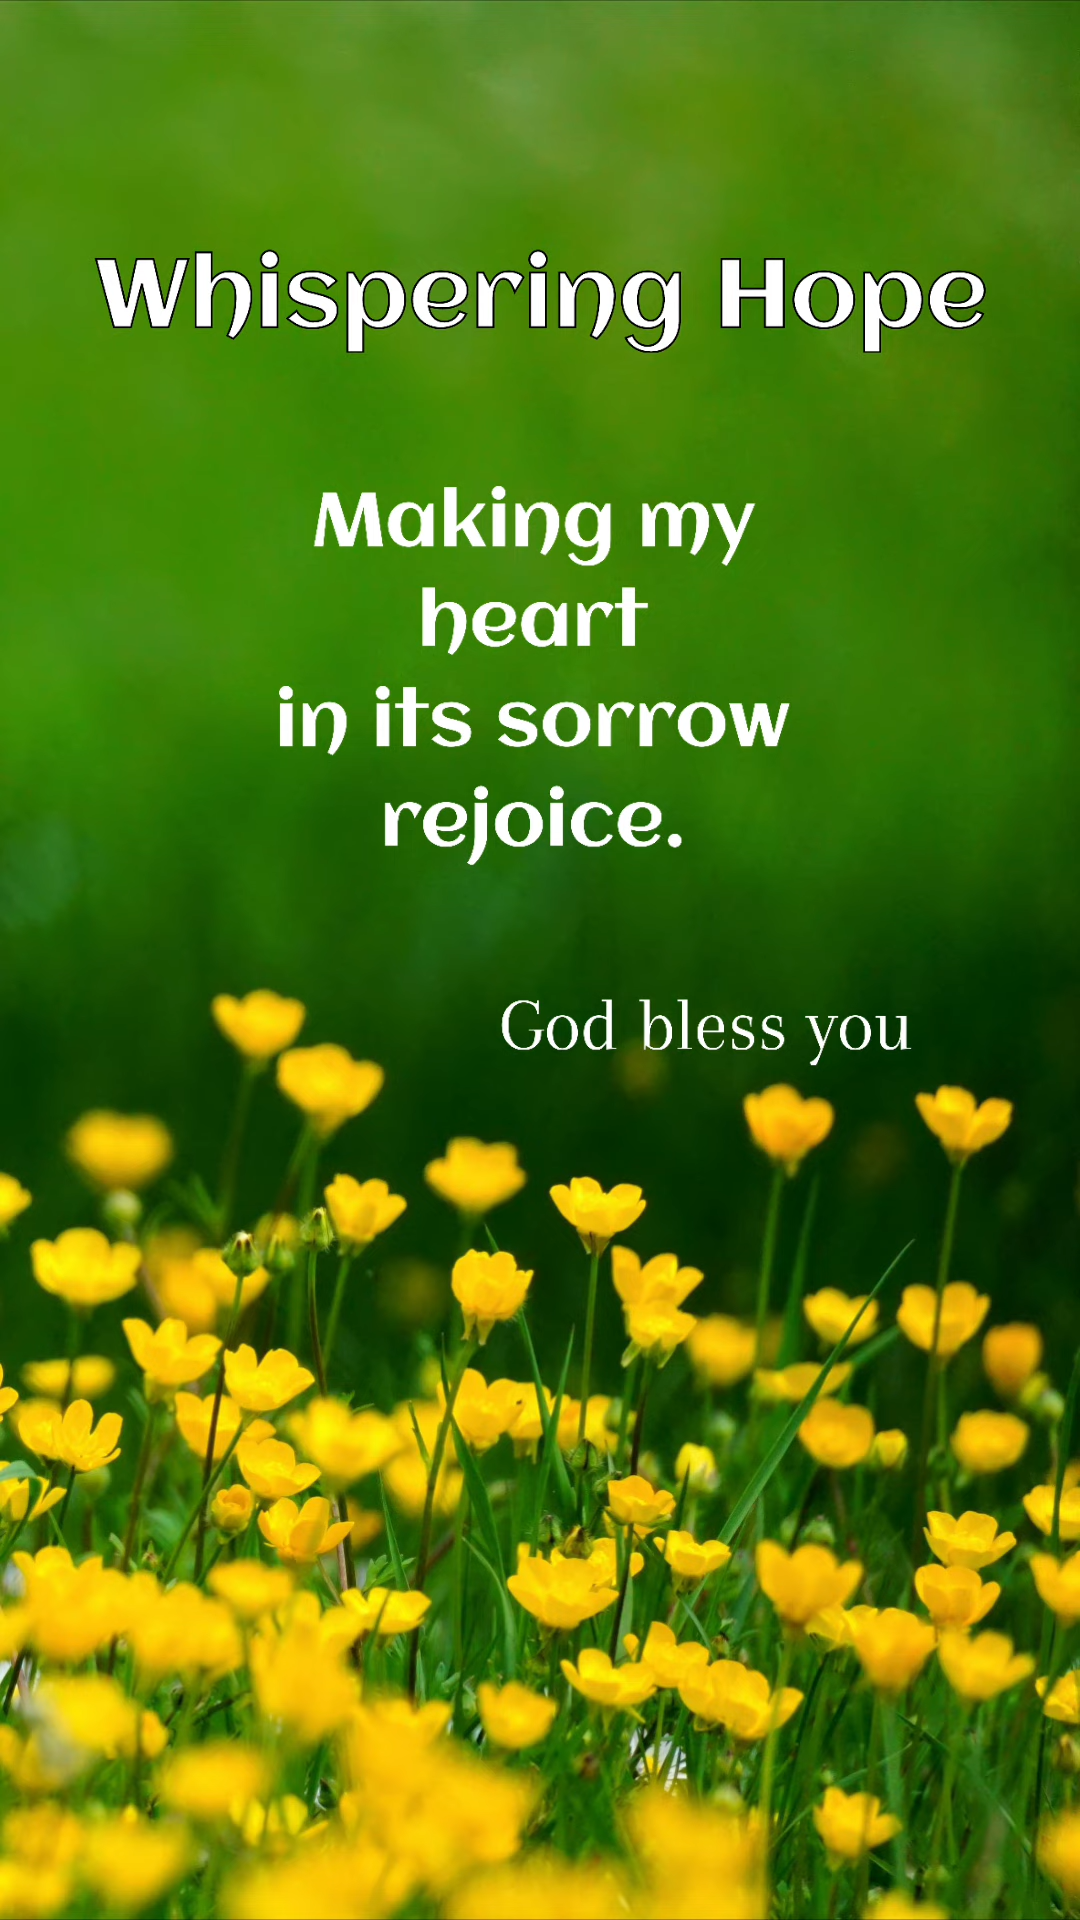 Whispering Hope
Making my
heart
in its sorrow
rejoice.
God bless you